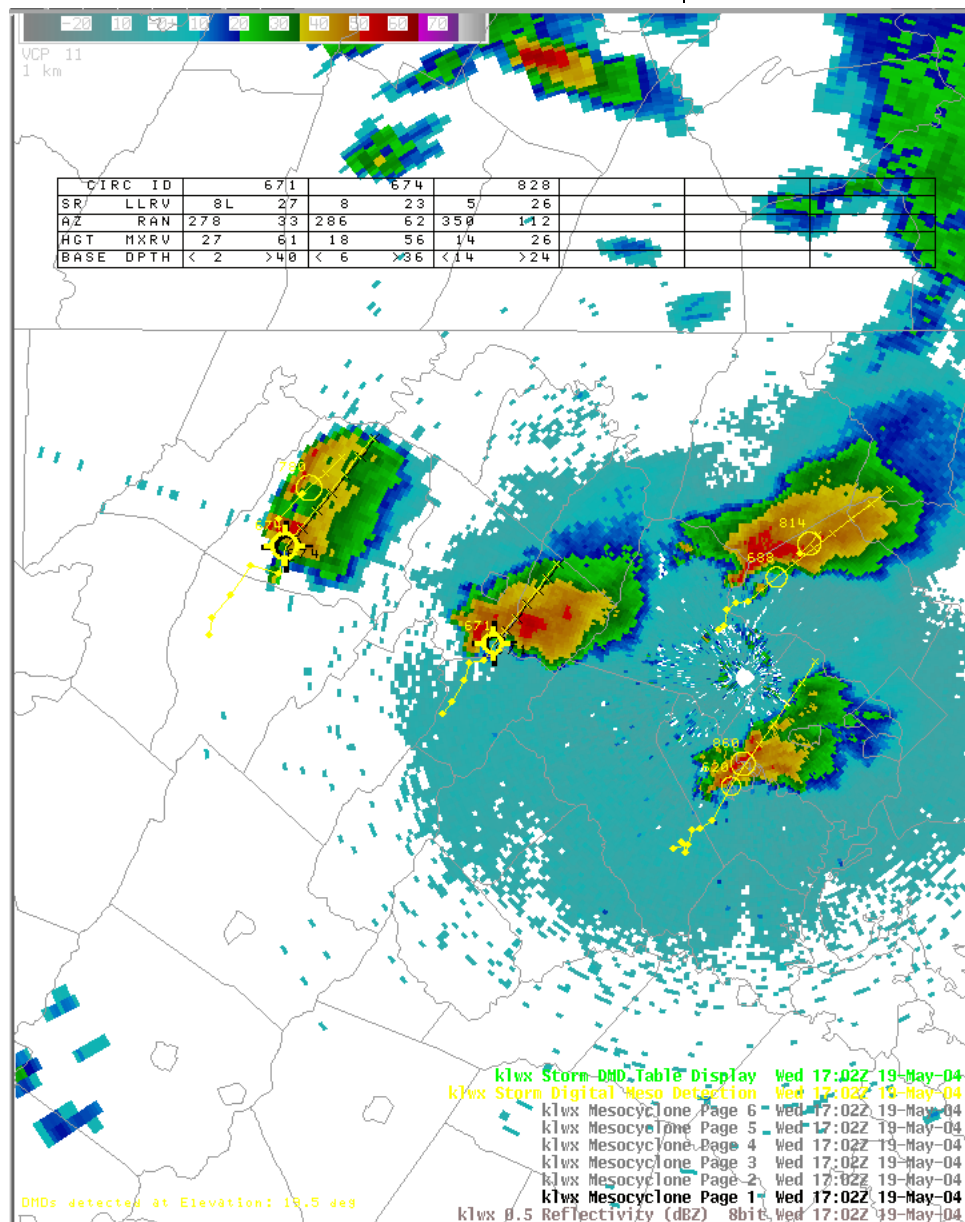 -20 10 10 20 30 40 50 60 70
VCP 11
1 km
CIRC ID 671 674 828
SR LLRV 8L 27 8 23 5 26
AZ RAN 278 33 286 62 350 112
HGT MXRV 27 61 18 56 14 26
BASE DPTH < 2 >40 < 6 >36 <14 >24
780
674
674
814
688
671
860
520
klwx Storm DMD Table Display Wed 17:02Z 19-May-04
klwx Storm Digital Meso Detection Wed 17:02Z 19-May-04
klwx Mesocyclone Page 6 Wed 17:02Z 19-May-04
klwx Mesocyclone Page 5 Wed 17:02Z 19-May-04
klwx Mesocyclone Page 4 Wed 17:02Z 19-May-04
klwx Mesocyclone Page 3 Wed 17:02Z 19-May-04
klwx Mesocyclone Page 2 Wed 17:02Z 19-May-04
klwx Mesocyclone Page 1 Wed 17:02Z 19-May-04
DMDs detected at Elevation: 19.5 deg
klwx 0.5 Reflectivity (dBZ) 8bit Wed 17:02Z 19-May-04